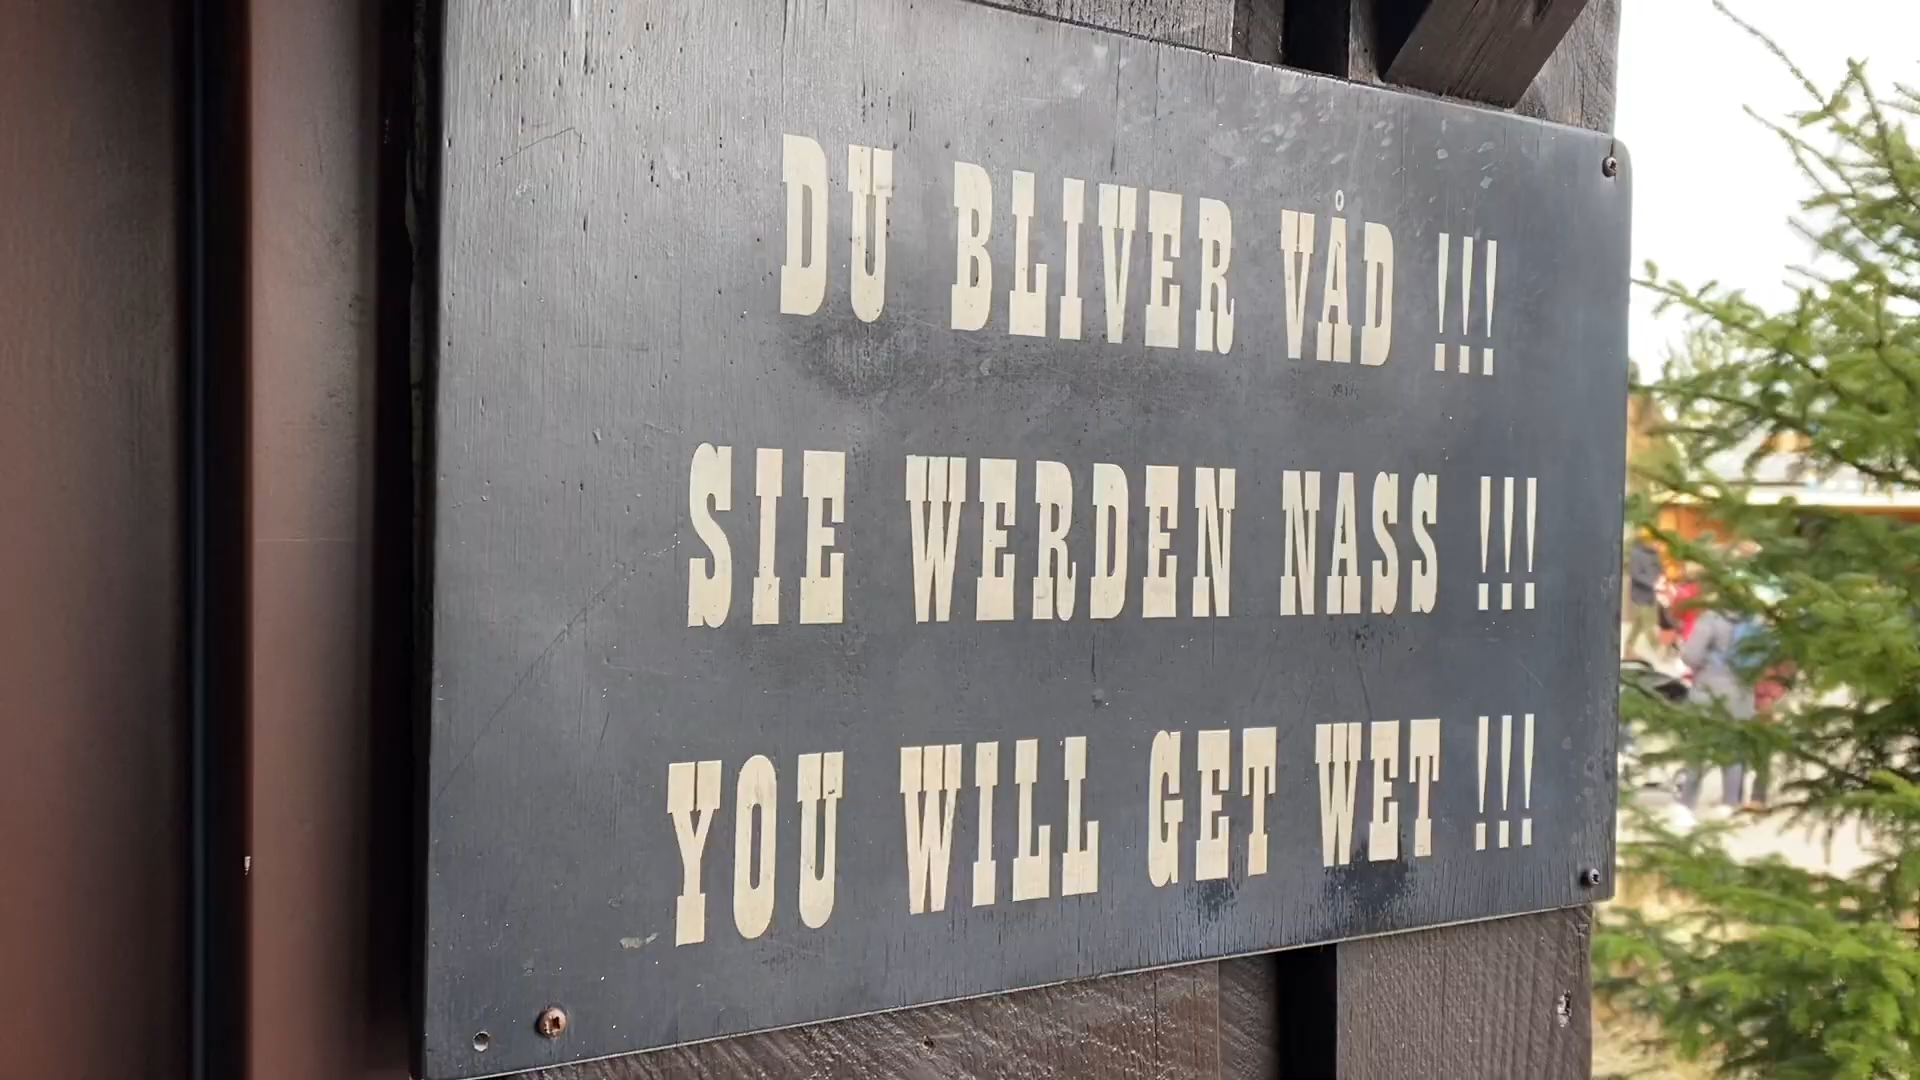 DU BLIVER VÅD !!!
SIE WERDEN NASS !!!
YOU WILL GET WET !!!